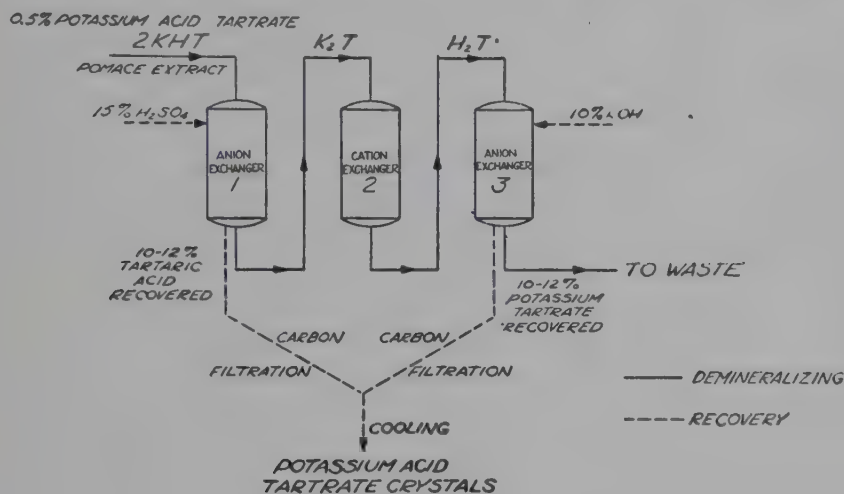 0.5% POTASSIUM ACID TARTRATE
2KHT
POMACE EXTRACT
K₂T
H₂T
15% H₂SO₄
10% KOH
ANION
EXCHANGER
1
CATION
EXCHANGER
2
ANION
EXCHANGER
3
10-12%
TARTARIC
ACID
RECOVERED
TO WASTE
10-12%
POTASSIUM
TARTRATE
RECOVERED
CARBON
CARBON
FILTRATION
FILTRATION
DEMINERALIZING
RECOVERY
COOLING
POTASSIUM ACID
TARTRATE CRYSTALS